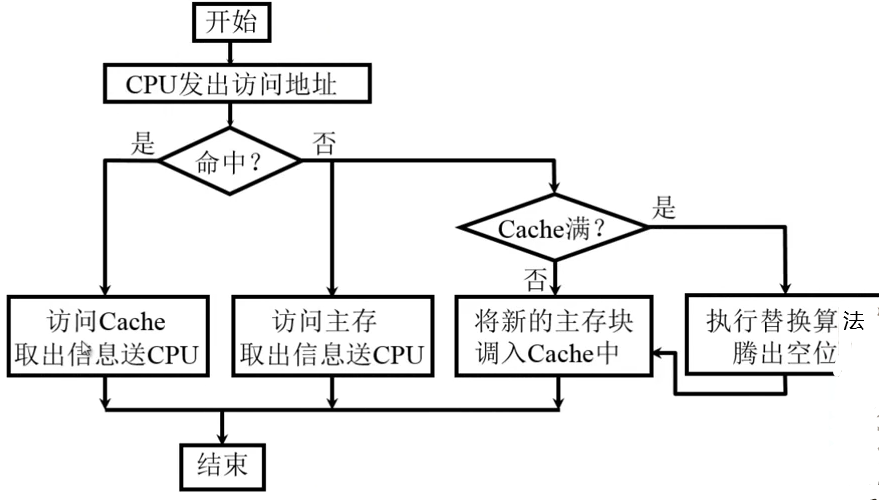 开始
CPU发出访问地址
是
命中？
否
Cache满？
是
否
访问Cache
取出信息送CPU
访问主存
取出信息送CPU
将新的主存块
调入Cache中
执行替换算法
腾出空位
结束